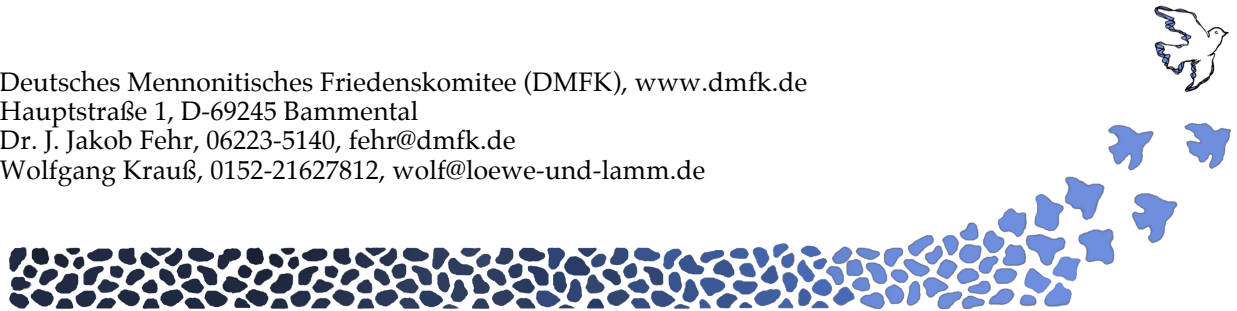 Deutsches Mennonitisches Friedenskomitee (DMFK), www.dmfk.de
Hauptstraße 1, D-69245 Bammental
Dr. J. Jakob Fehr, 06223-5140, fehr@dmfk.de
Wolfgang Krauß, 0152-21627812, wolf@loewe-und-lamm.de